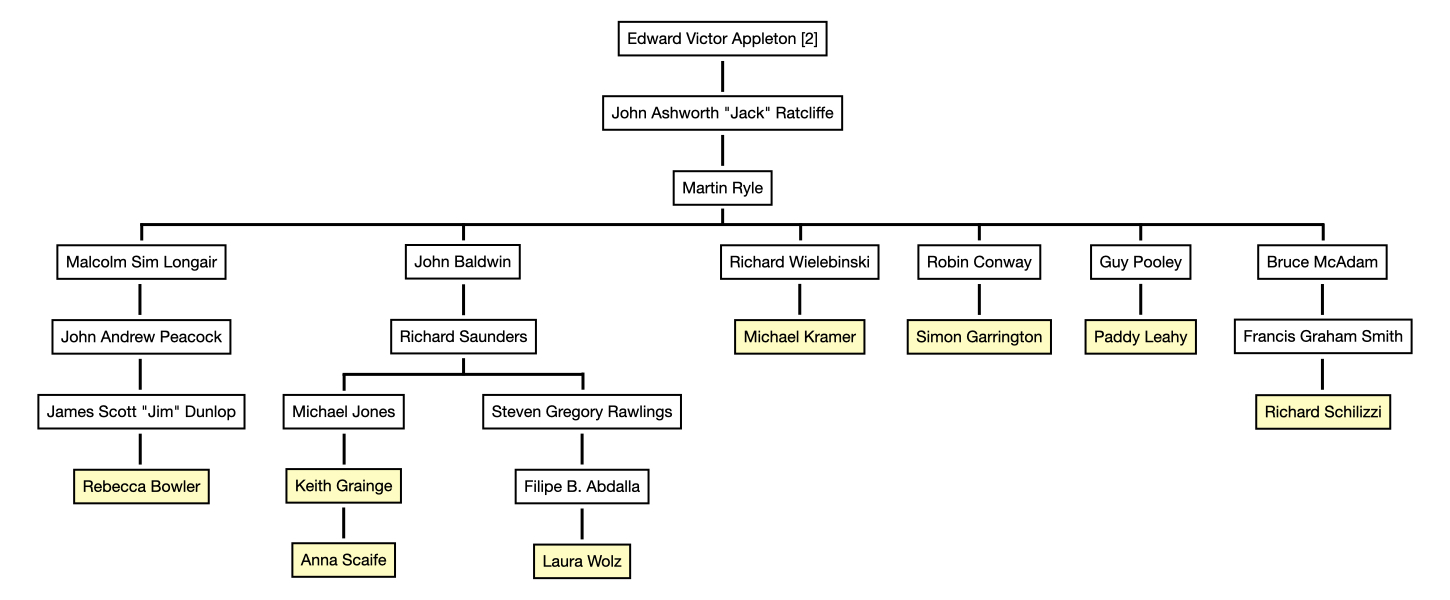 Edward Victor Appleton [2]
John Ashworth "Jack" Ratcliffe
Martin Ryle
Malcolm Sim Longair
John Baldwin
Richard Wielebinski
Robin Conway
Guy Pooley
Bruce McAdam
John Andrew Peacock
Richard Saunders
Michael Kramer
Simon Garrington
Paddy Leahy
Francis Graham Smith
James Scott "Jim" Dunlop
Michael Jones
Steven Gregory Rawlings
Richard Schilizzi
Rebecca Bowler
Keith Grainge
Filipe B. Abdalla
Anna Scaife
Laura Wolz